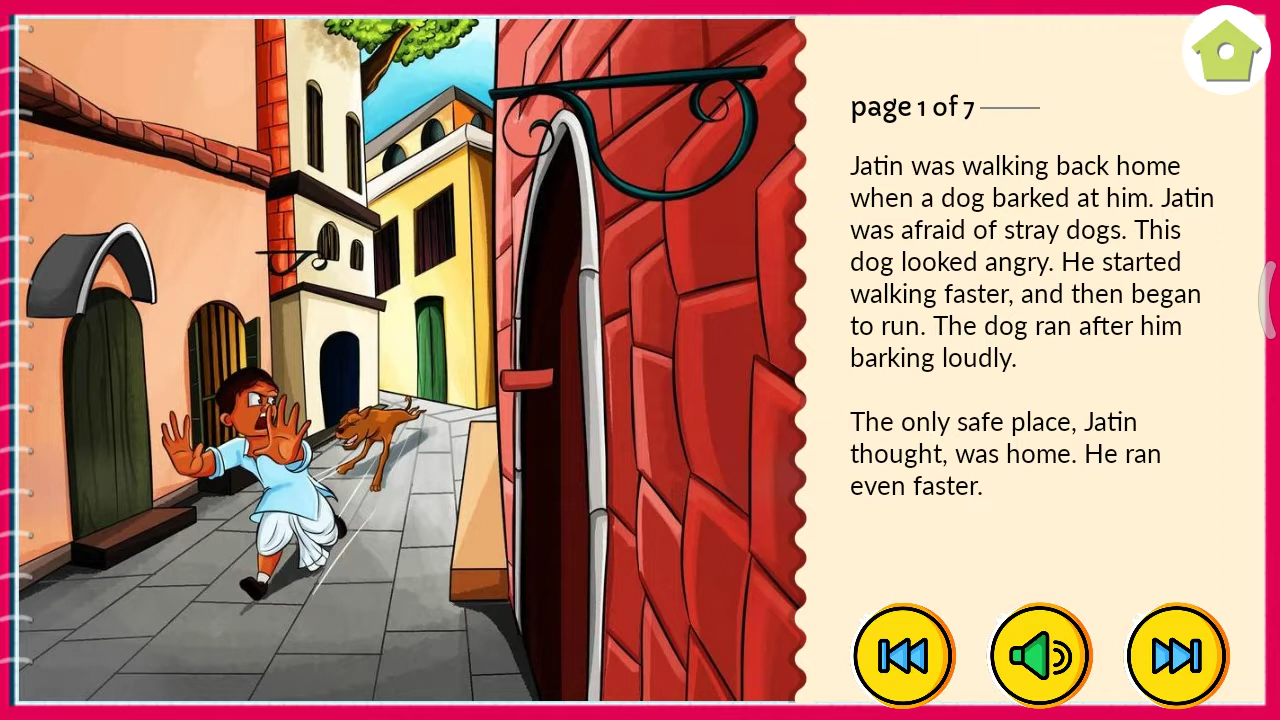 page 1 of 7
Jatin was walking back home
when a dog barked at him. Jatin
was afraid of stray dogs. This
dog looked angry. He started
walking faster, and then began
to run. The dog ran after him
barking loudly.
The only safe place, Jatin
thought, was home. He ran
even faster.